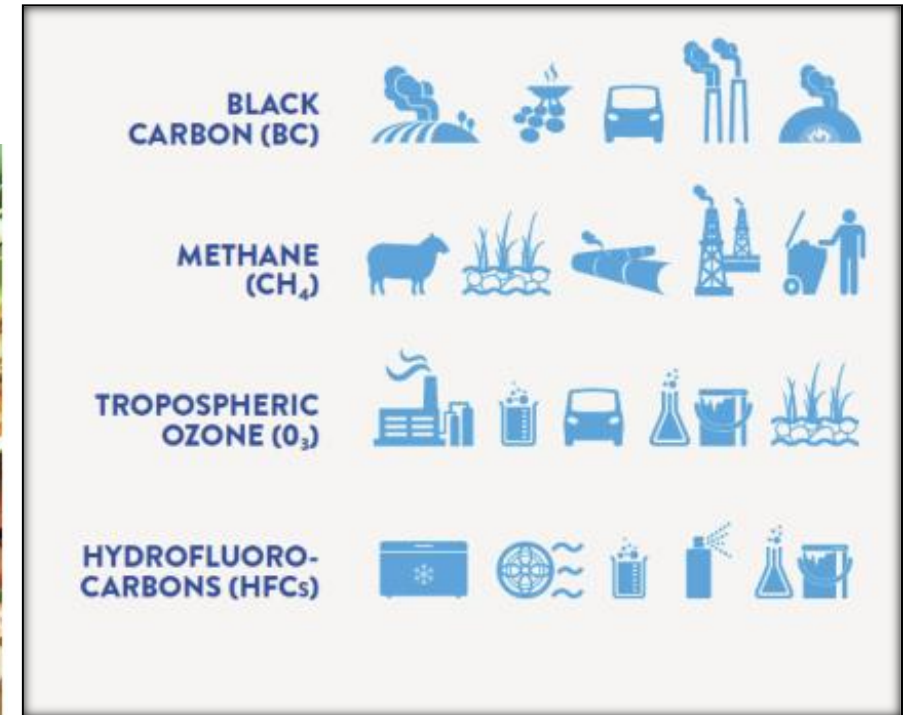 BLACK
CARBON (BC)
METHANE
(CH₄)
TROPOSPHERIC
OZONE (0₃)
HYDROFLUORO-
CARBONS (HFCs)